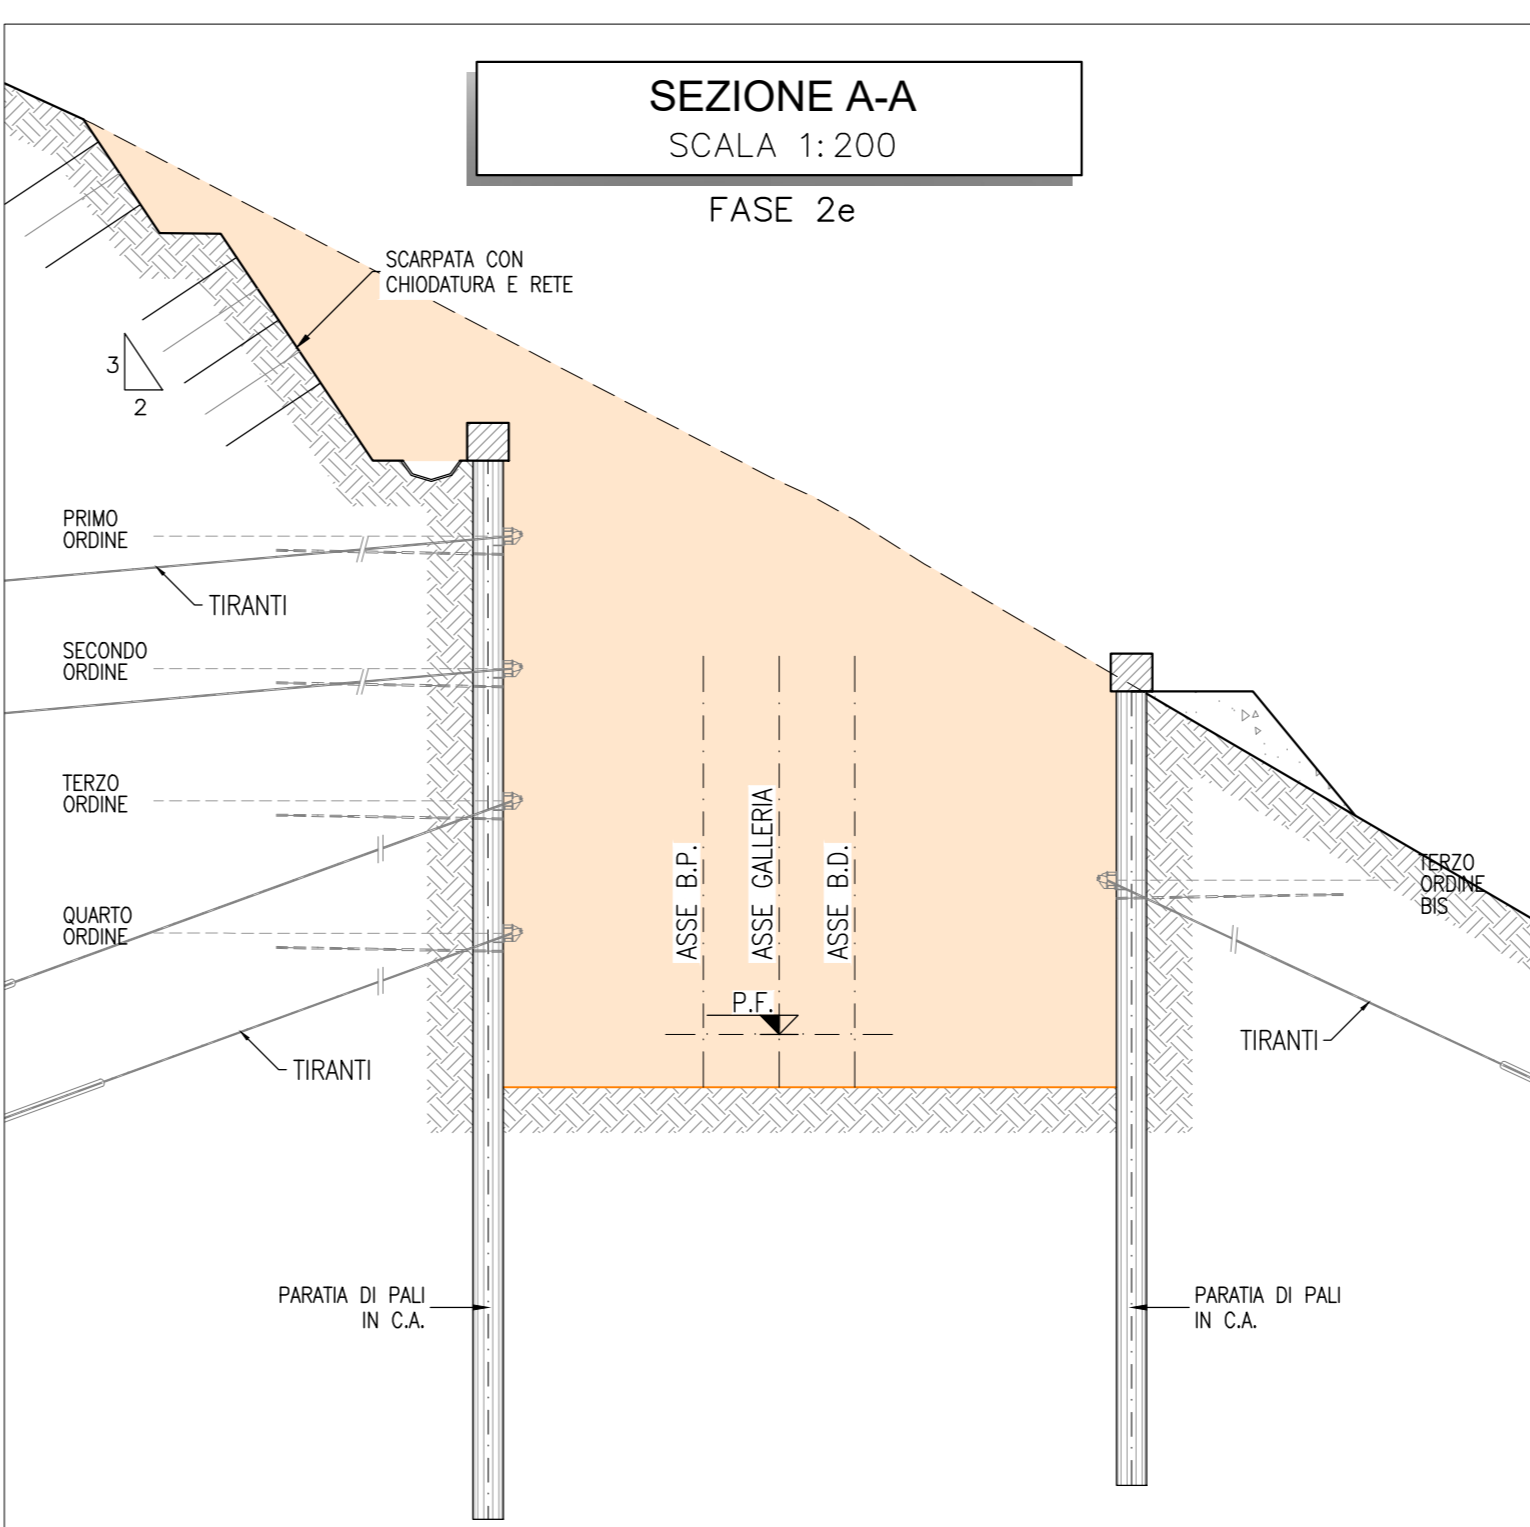 SEZIONE A-A
SCALA 1:200
FASE 2e
SCARPATA CON
CHIODATURA E RETE
3
2
PRIMO
ORDINE
TIRANTI
SECONDO
ORDINE
TERZO
ORDINE
QUARTO
ORDINE
TIRANTI
ASSE B.P.
ASSE GALLERIA
ASSE B.D.
P.F.
TERZO
ORDINE
BIS
TIRANTI
PARATIA DI PALI
IN C.A.
PARATIA DI PALI
IN C.A.